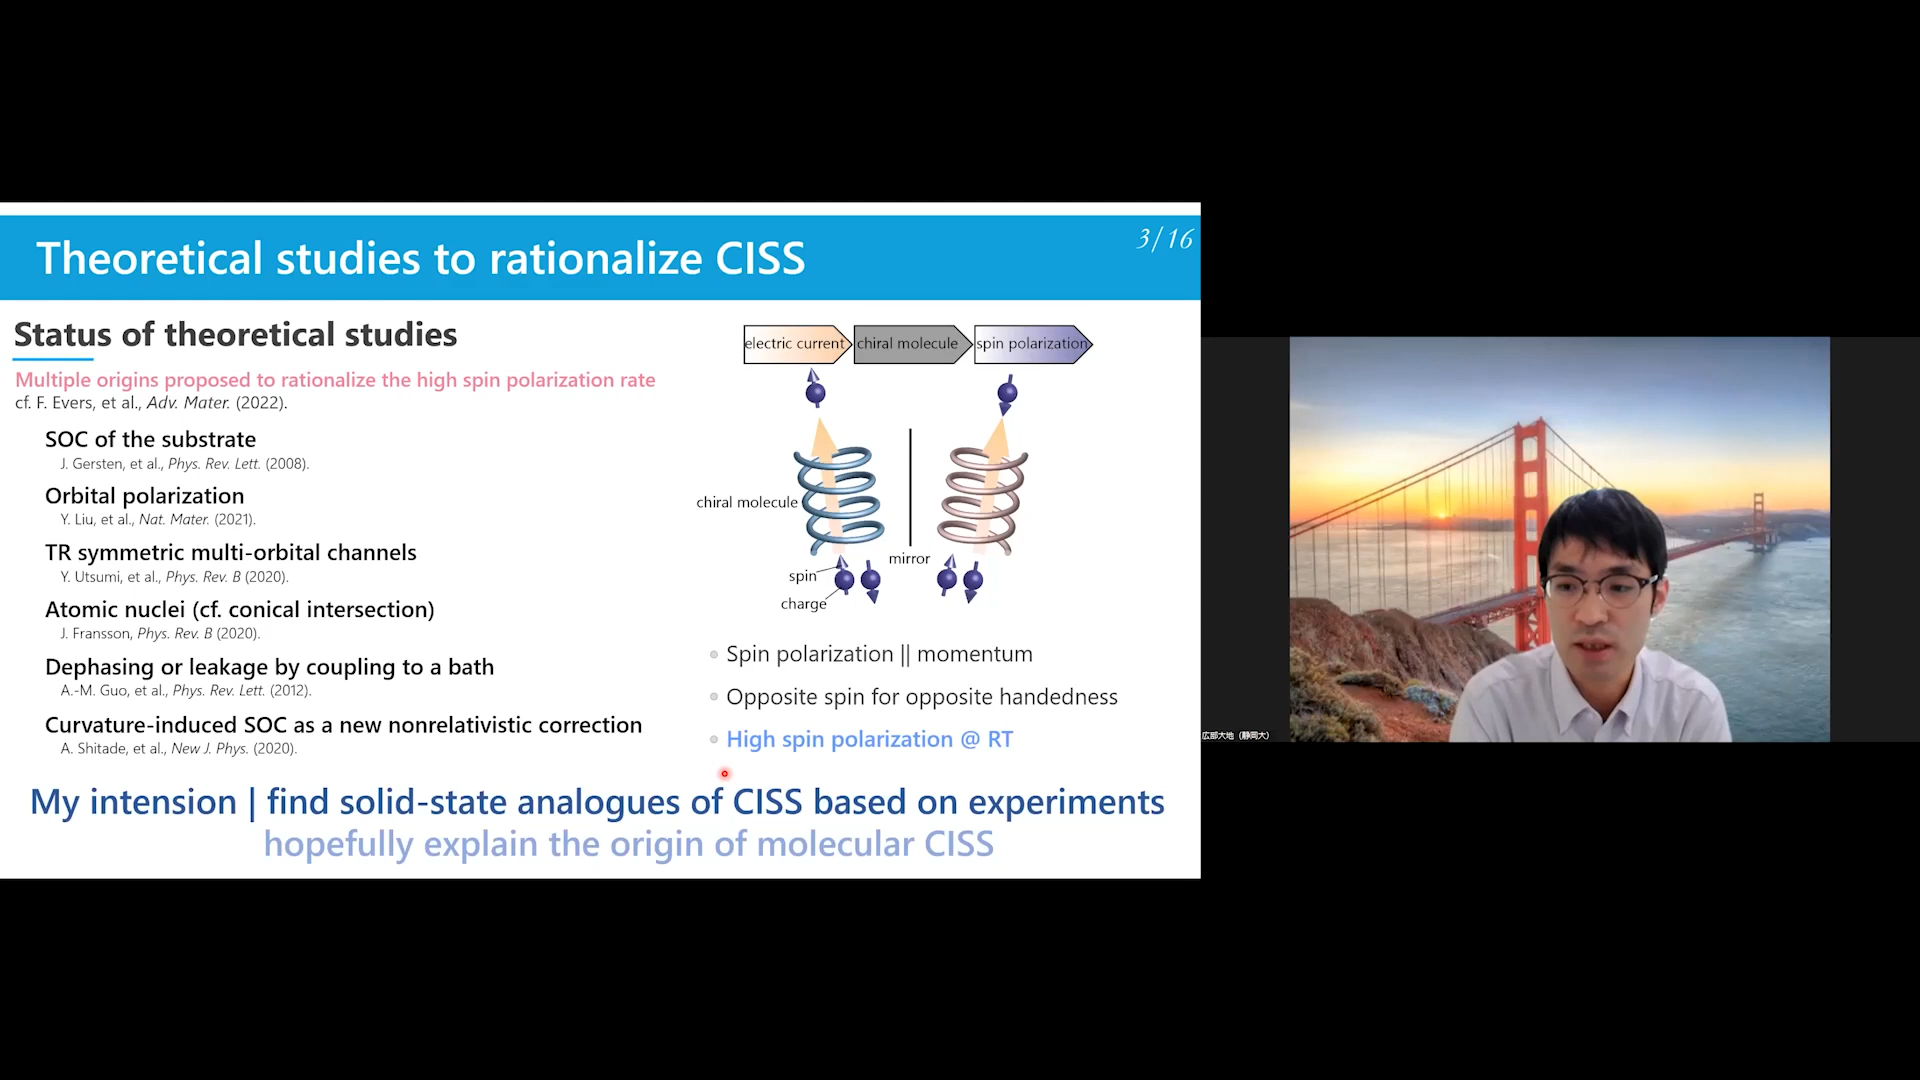 Theoretical studies to rationalize CISS
3/16
Status of theoretical studies
Multiple origins proposed to rationalize the high spin polarization rate
cf. F. Evers, et al., Adv. Mater. (2022).
SOC of the substrate
J. Gersten, et al., Phys. Rev. Lett. (2008).
Orbital polarization
Y. Liu, et al., Nat. Mater. (2021).
TR symmetric multi-orbital channels
Y. Utsumi, et al., Phys. Rev. B (2020).
Atomic nuclei (cf. conical intersection)
J. Fransson, Phys. Rev. B (2020).
Dephasing or leakage by coupling to a bath
A.-M. Guo, et al., Phys. Rev. Lett. (2012).
Curvature-induced SOC as a new nonrelativistic correction
A. Shitade, et al., New J. Phys. (2020).
electric current
chiral molecule
spin polarization
chiral molecule
mirror
spin
charge
Spin polarization || momentum
Opposite spin for opposite handedness
High spin polarization @ RT
My intension | find solid-state analogues of CISS based on experiments
hopefully explain the origin of molecular CISS
広部大地（静岡大）